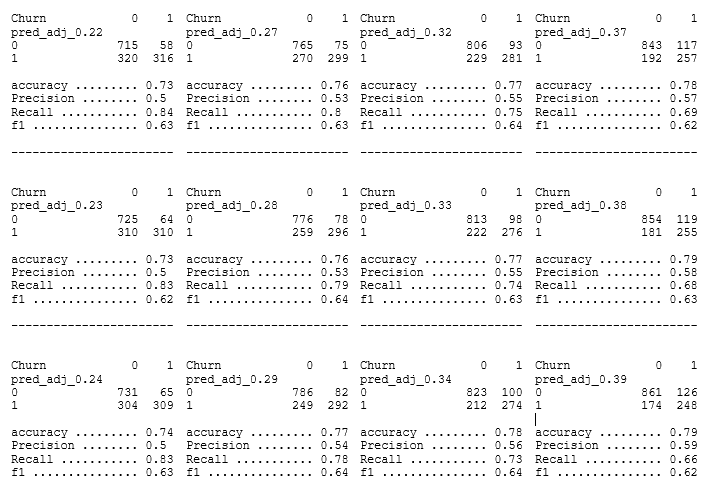 Churn 0 1 Churn 0 1 Churn 0 1 Churn 0 1
pred_adj_0.22 pred_adj_0.27 pred_adj_0.32 pred_adj_0.37
0 715 58 0 765 75 0 806 93 0 843 117
1 320 316 1 270 299 1 229 281 1 192 257
accuracy ......... 0.73 accuracy ......... 0.76 accuracy ......... 0.77 accuracy ......... 0.78
Precision ........ 0.5 Precision ........ 0.53 Precision ........ 0.55 Precision ........ 0.57
Recall ........... 0.84 Recall ........... 0.8 Recall ........... 0.75 Recall ........... 0.69
f1 ............... 0.63 f1 ............... 0.63 f1 ............... 0.64 f1 ............... 0.62
----------------------- ----------------------- ----------------------- -----------------------
Churn 0 1 Churn 0 1 Churn 0 1 Churn 0 1
pred_adj_0.23 pred_adj_0.28 pred_adj_0.33 pred_adj_0.38
0 725 64 0 776 78 0 813 98 0 854 119
1 310 310 1 259 296 1 222 276 1 181 255
accuracy ......... 0.73 accuracy ......... 0.76 accuracy ......... 0.77 accuracy ......... 0.79
Precision ........ 0.5 Precision ........ 0.53 Precision ........ 0.55 Precision ........ 0.58
Recall ........... 0.83 Recall ........... 0.79 Recall ........... 0.74 Recall ........... 0.68
f1 ............... 0.62 f1 ............... 0.64 f1 ............... 0.63 f1 ............... 0.63
----------------------- ----------------------- ----------------------- -----------------------
Churn 0 1 Churn 0 1 Churn 0 1 Churn 0 1
pred_adj_0.24 pred_adj_0.29 pred_adj_0.34 pred_adj_0.39
0 731 65 0 786 82 0 823 100 0 861 126
1 304 309 1 249 292 1 212 274 1 174 248
accuracy ......... 0.74 accuracy ......... 0.77 accuracy ......... 0.78 accuracy ......... 0.79
Precision ........ 0.5 Precision ........ 0.54 Precision ........ 0.56 Precision ........ 0.59
Recall ........... 0.83 Recall ........... 0.78 Recall ........... 0.73 Recall ........... 0.66
f1 ............... 0.63 f1 ............... 0.64 f1 ............... 0.64 f1 ............... 0.62